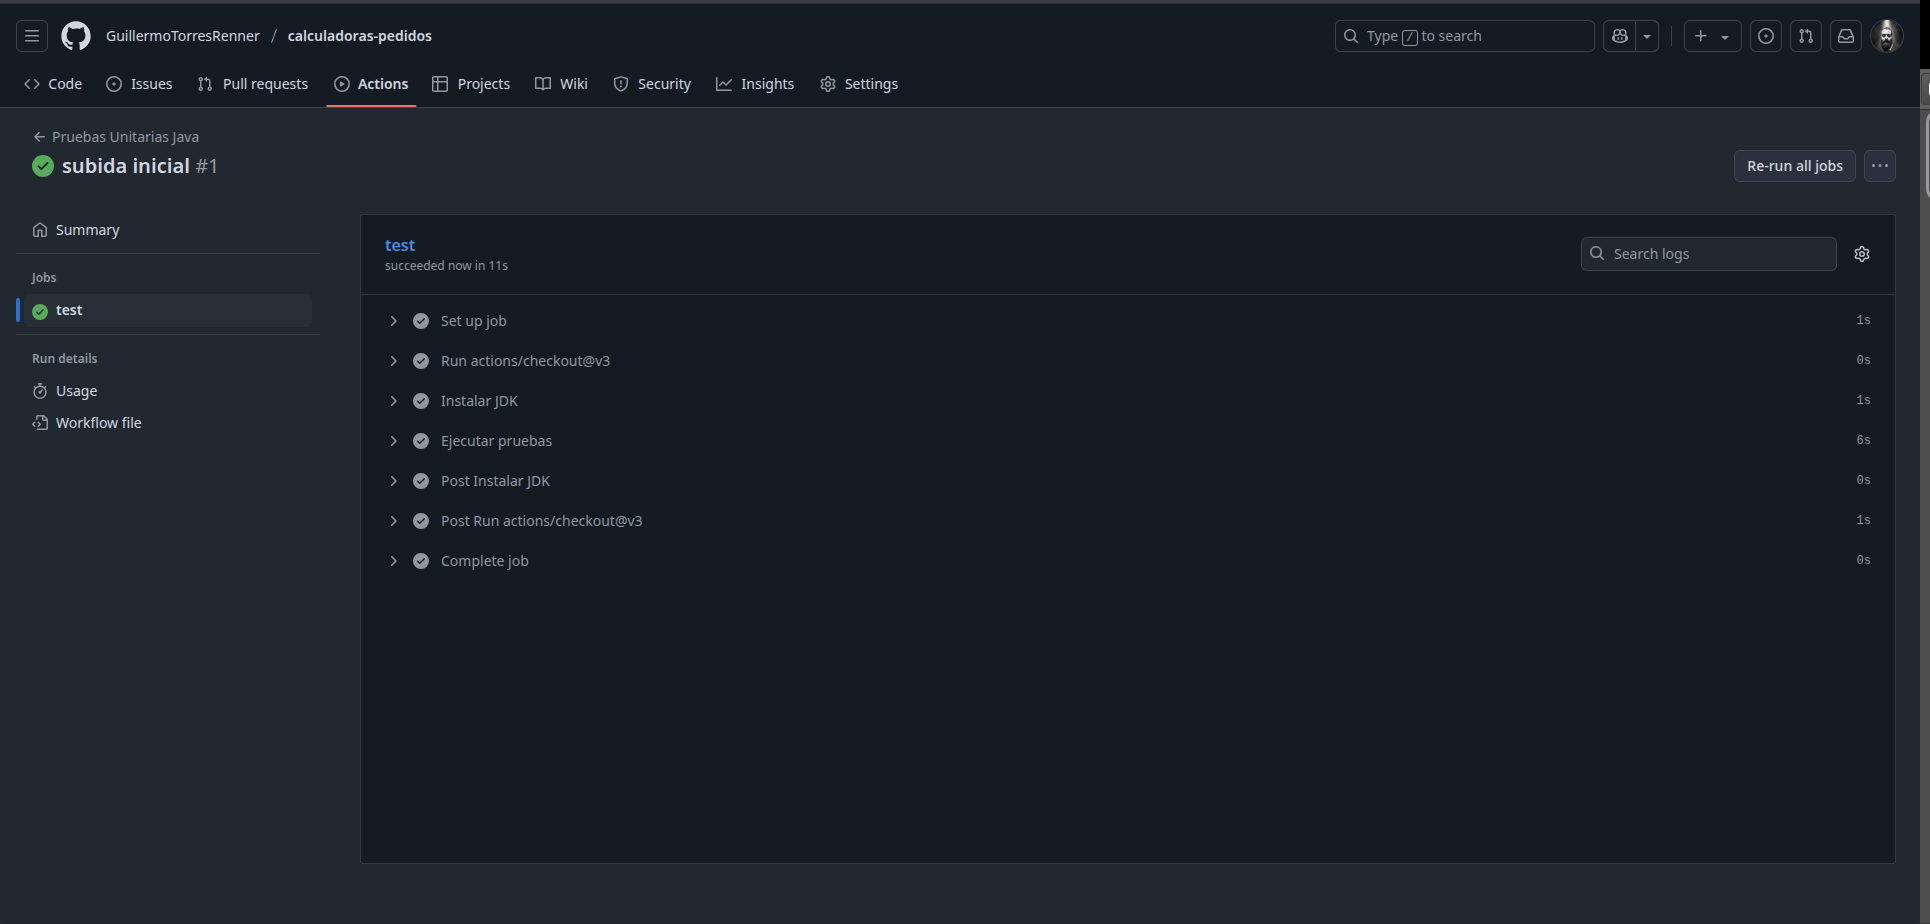 GuillermoTorresRenner / calculadoras-pedidos
Type / to search
Code Issues Pull requests Actions Projects Wiki Security Insights Settings
Pruebas Unitarias Java
subida inicial #1
Re-run all jobs
Summary
Jobs
test
Run details
Usage
Workflow file
test
succeeded now in 11s
Search logs
Set up job 1s
Run actions/checkout@v3 0s
Instalar JDK 1s
Ejecutar pruebas 6s
Post Instalar JDK 0s
Post Run actions/checkout@v3 1s
Complete job 0s